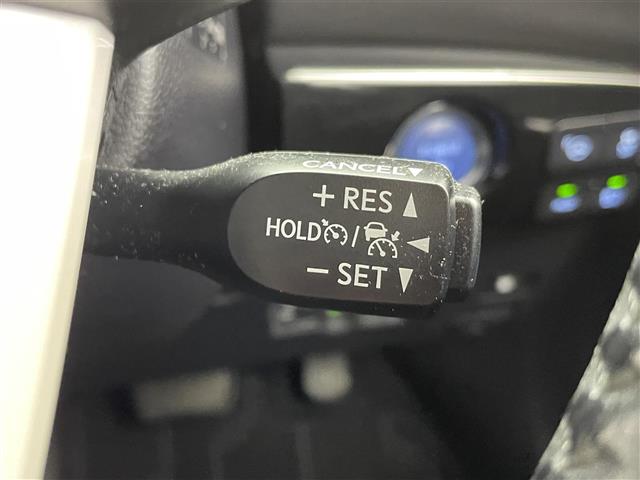 CANCEL▼
+ RES ▲
HOLD / ◀
− SET ▼